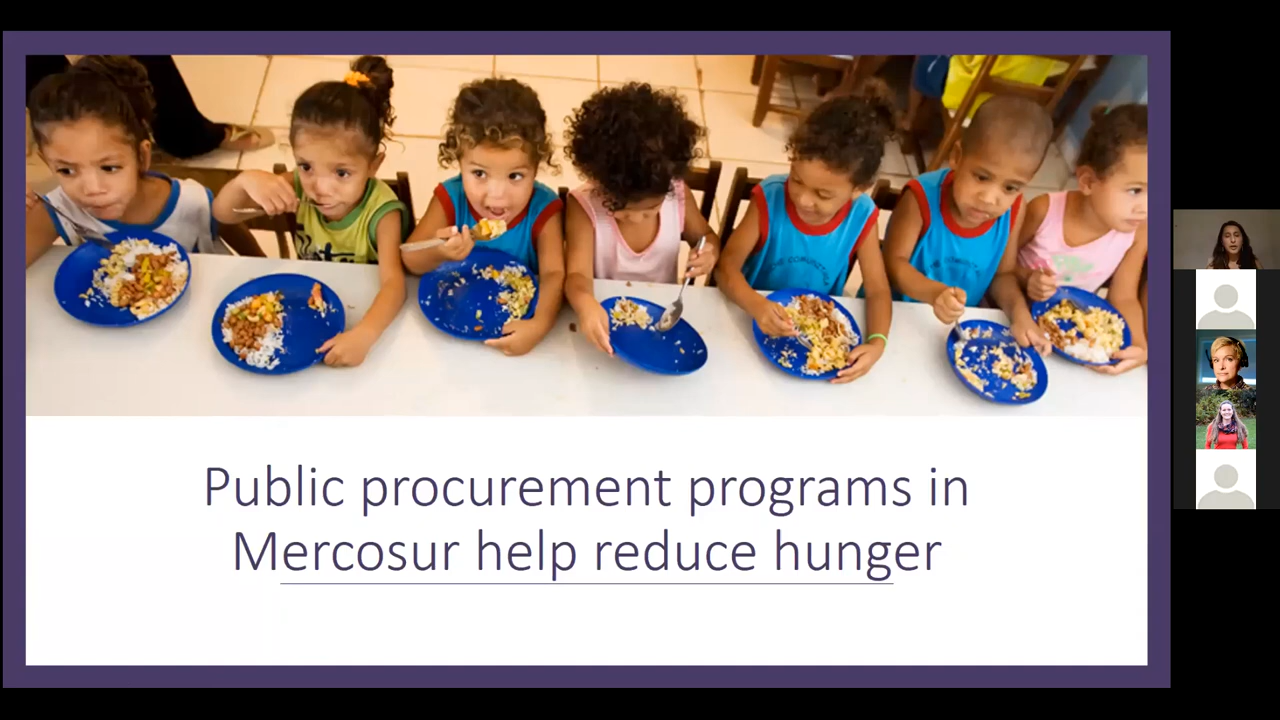 Public procurement programs in
Mercosur help reduce hunger